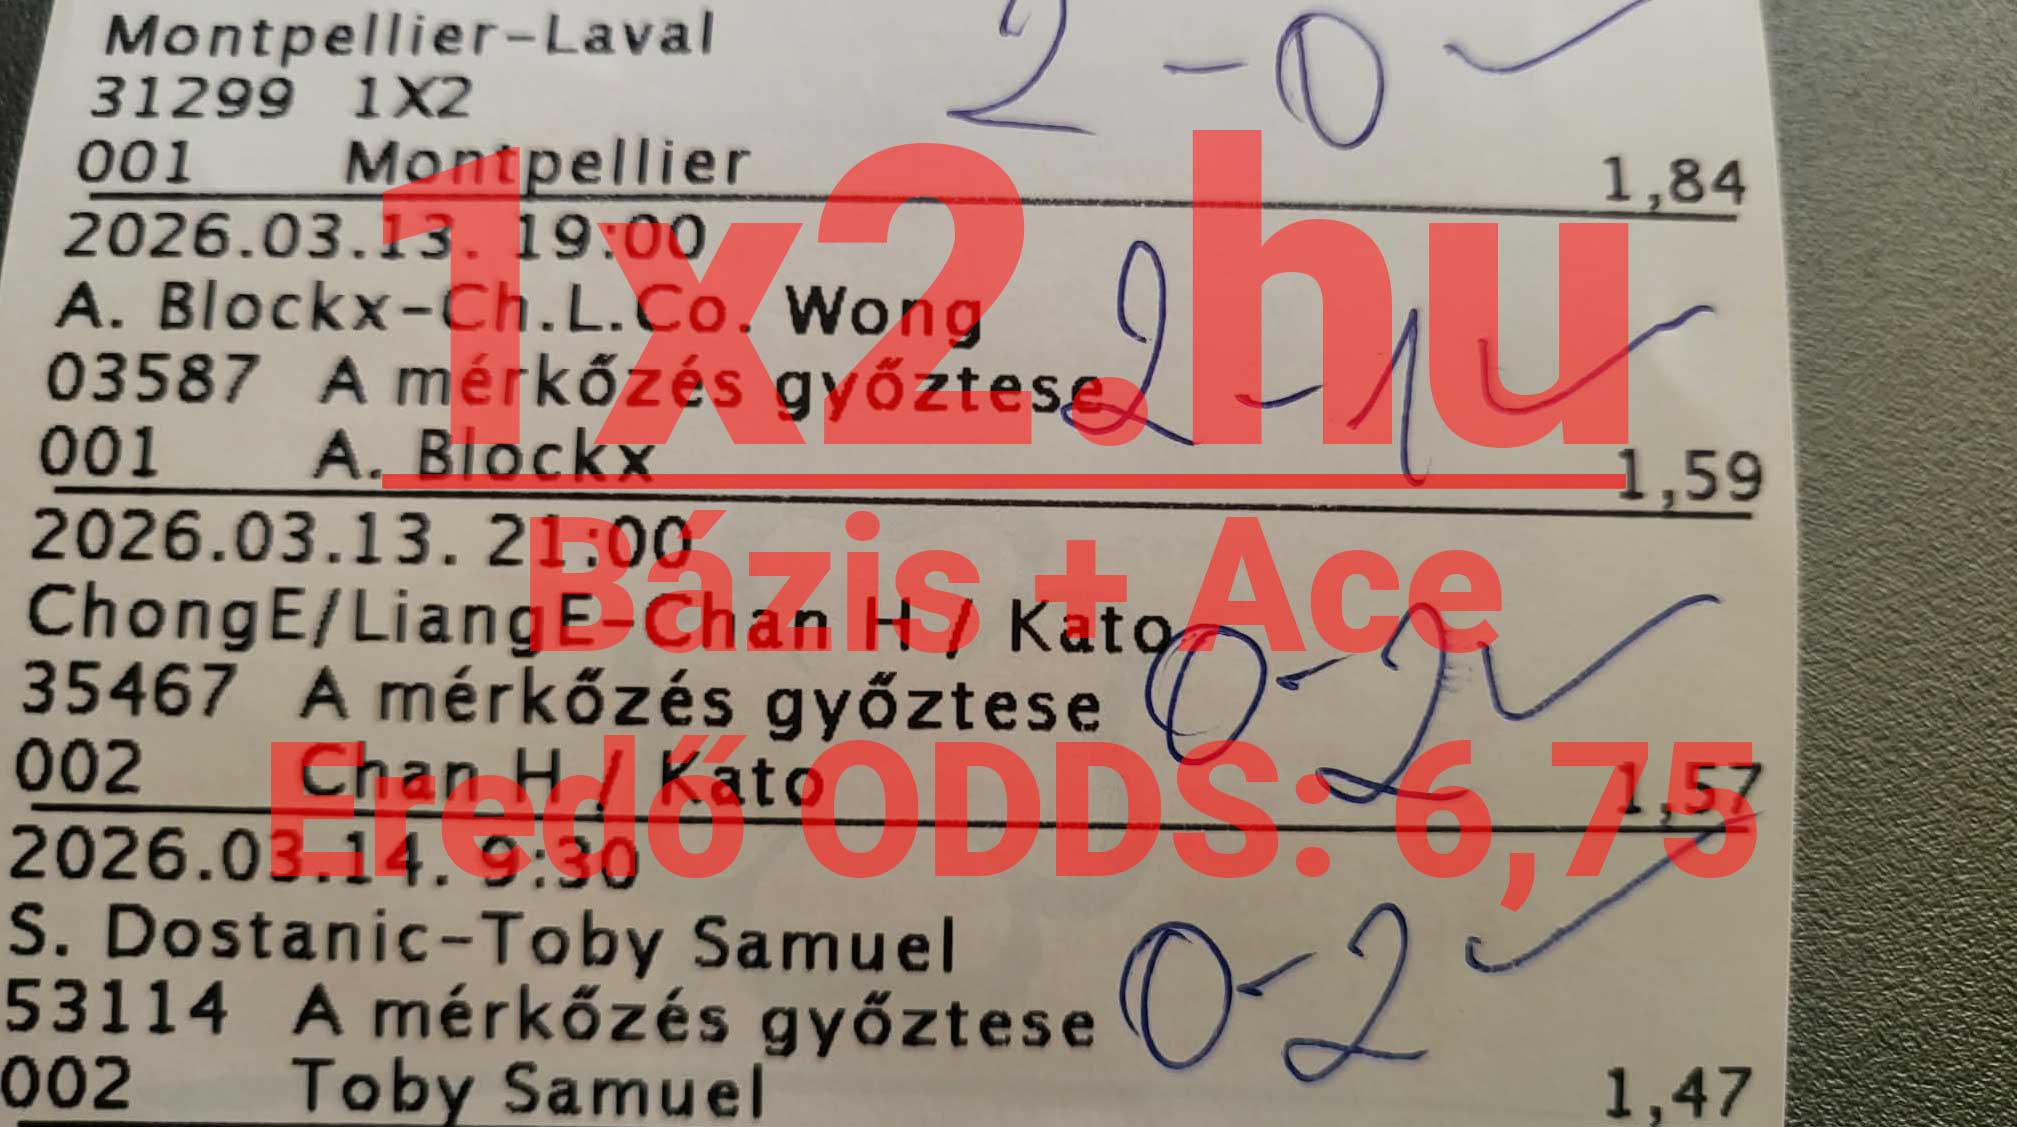 Montpellier-Laval
2-0
31299 1X2
001 Montpellier 1,84
2026.03.13. 19:00
A. Blockx-Ch.L.Co. Wong
03587 A mérkőzés győztese
2-1
001 A. Blockx 1,59
2026.03.13. 21:00
ChongE/LiangE-Chan H / Kato
35467 A mérkőzés győztese
0-2
002 Chan H / Kato 1,57
2026.03.14. 9:30
S. Dostanic-Toby Samuel
53114 A mérkőzés győztese
0-2
002 Toby Samuel 1,47
1x2.hu
Bázis + Ace
Eredő ODDS: 6,75